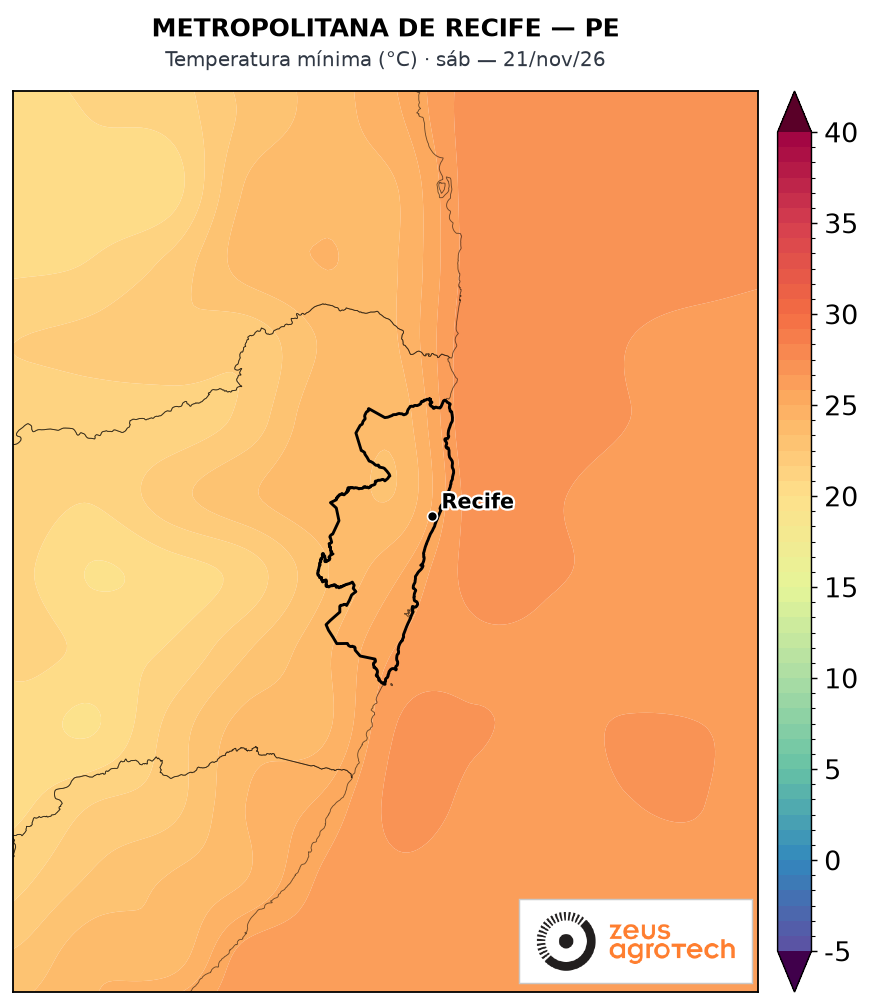 METROPOLITANA DE RECIFE — PE
Temperatura mínima (°C) · sáb — 21/nov/26
40
35
30
25
20
15
10
5
0
-5
Recife
zeus
agrotech